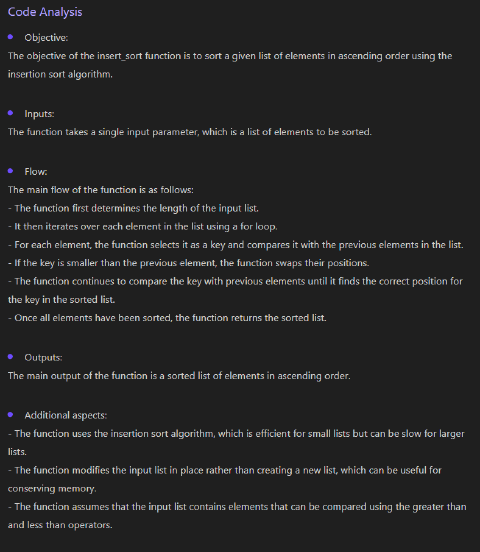 Code Analysis
Objective:
The objective of the insert_sort function is to sort a given list of elements in ascending order using the
insertion sort algorithm.
Inputs:
The function takes a single input parameter, which is a list of elements to be sorted.
Flow:
The main flow of the function is as follows:
- The function first determines the length of the input list.
- It then iterates over each element in the list using a for loop.
- For each element, the function selects it as a key and compares it with the previous elements in the list.
- If the key is smaller than the previous element, the function swaps their positions.
- The function continues to compare the key with previous elements until it finds the correct position for
the key in the sorted list.
- Once all elements have been sorted, the function returns the sorted list.
Outputs:
The main output of the function is a sorted list of elements in ascending order.
Additional aspects:
- The function uses the insertion sort algorithm, which is efficient for small lists but can be slow for larger
lists.
- The function modifies the input list in place rather than creating a new list, which can be useful for
conserving memory.
- The function assumes that the input list contains elements that can be compared using the greater than
and less than operators.